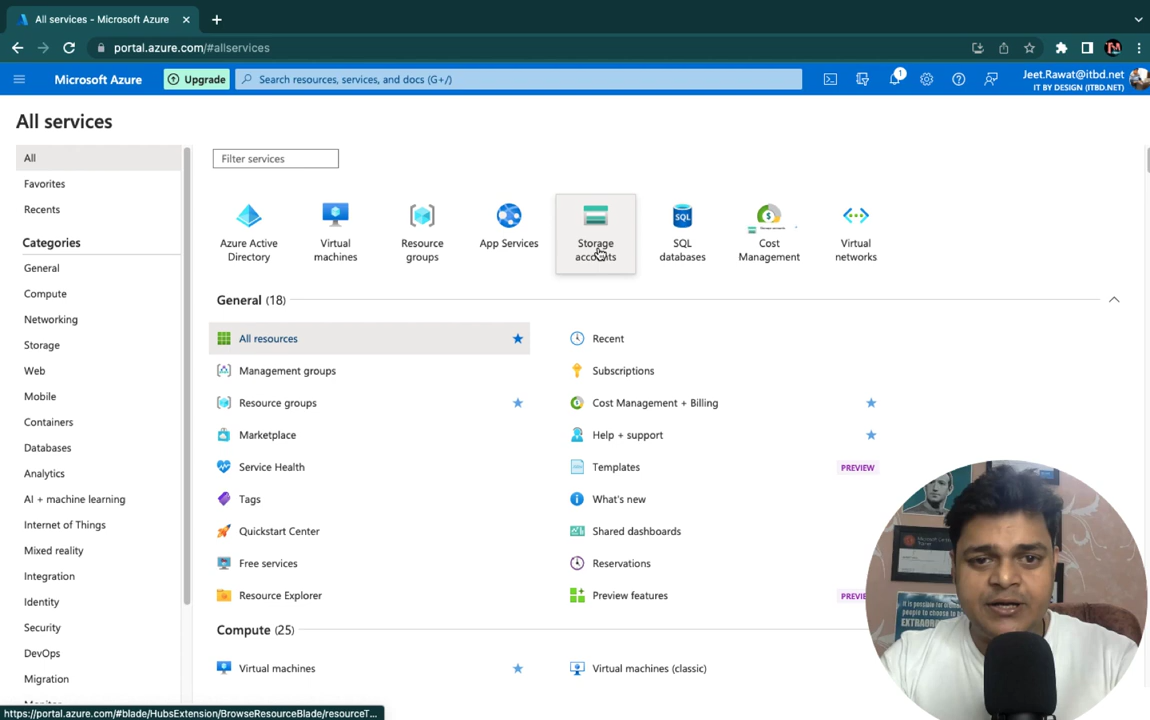 All services - Microsoft Azure
portal.azure.com/#allservices
Microsoft Azure
Upgrade
Search resources, services, and docs (G+/)
1
Jeet.Rawat@itbd.net
IT BY DESIGN (ITBD.NET)
All services
All
Favorites
Recents
Categories
General
Compute
Networking
Storage
Web
Mobile
Containers
Databases
Analytics
AI + machine learning
Internet of Things
Mixed reality
Integration
Identity
Security
DevOps
Migration
Filter services
Azure Active
Directory
Virtual
machines
Resource
groups
App Services
Storage
accounts
SQL
SQL
databases
Cost
Management
Virtual
networks
General (18)
All resources
Recent
Management groups
Subscriptions
Resource groups
Cost Management + Billing
Marketplace
Help + support
Service Health
Templates
PREVIEW
Tags
What's new
Quickstart Center
Shared dashboards
Free services
Reservations
Resource Explorer
Preview features
Compute (25)
Virtual machines
Virtual machines (classic)
https://portal.azure.com/#blade/HubsExtension/BrowseResourceBlade/resourceT...